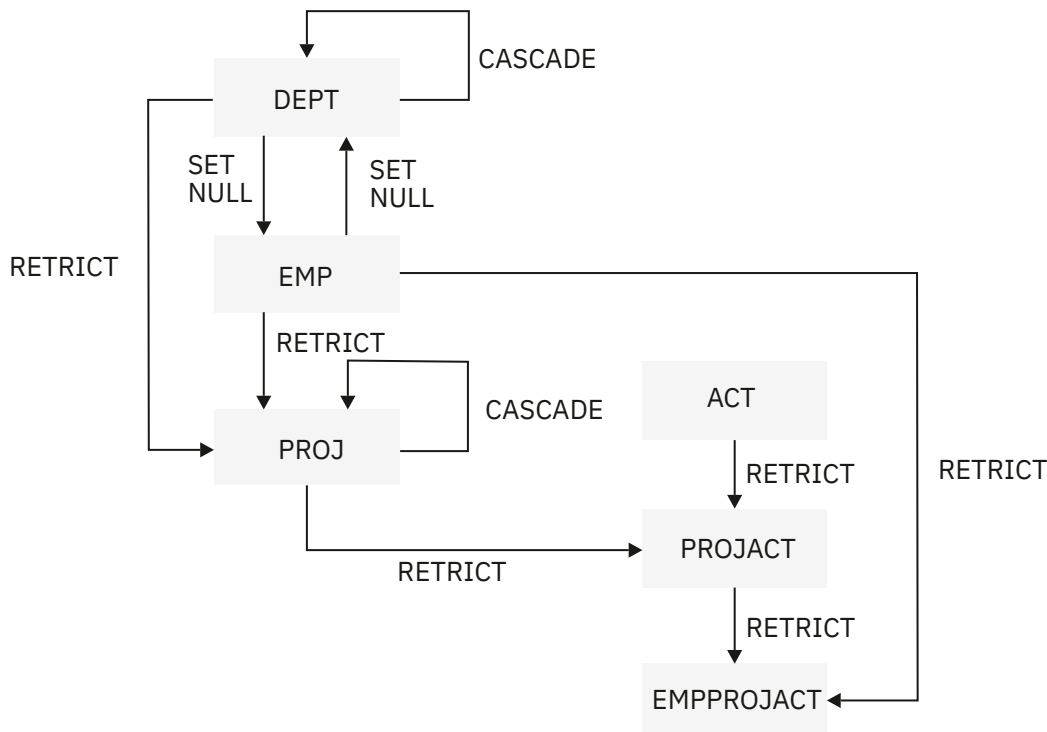 CASCADE
DEPT
SET
NULL
SET
NULL
RETRICT
EMP
RETRICT
CASCADE
ACT
PROJ
RETRICT
RETRICT
PROJACT
RETRICT
RETRICT
EMPPROJACT